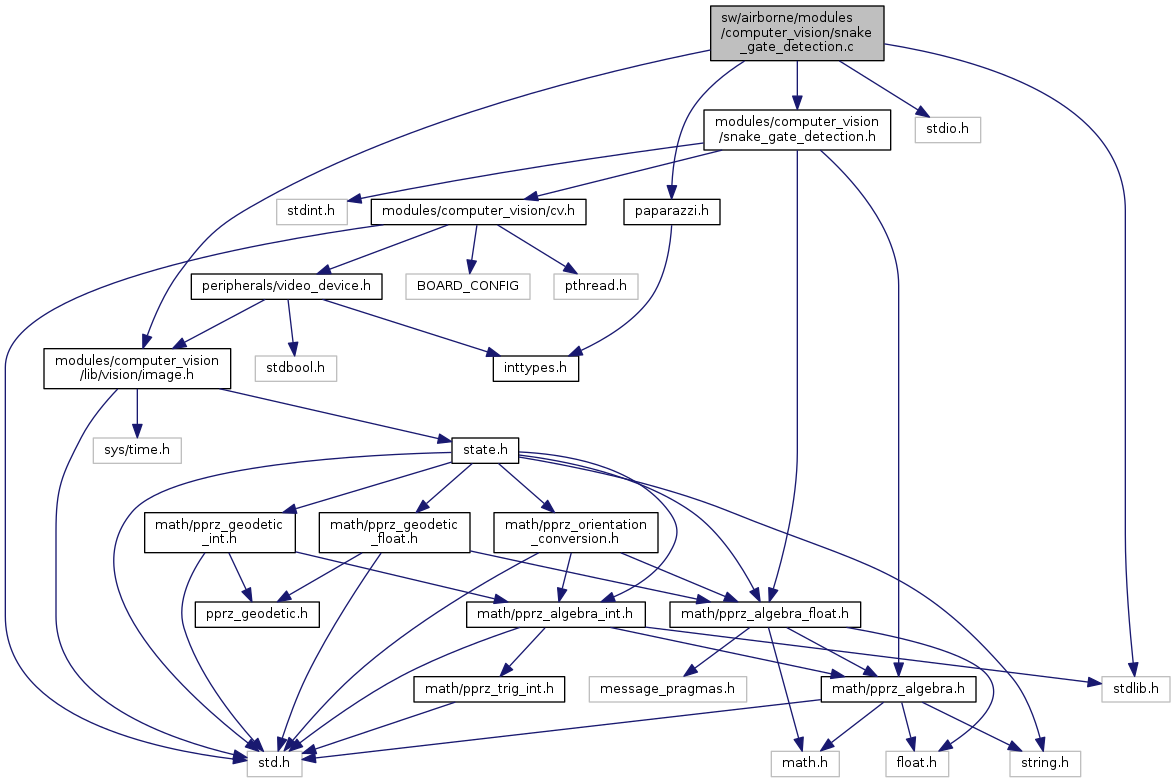 sw/airborne/modules
/computer_vision/snake
_gate_detection.c
modules/computer_vision
/snake_gate_detection.h
stdio.h
stdint.h
modules/computer_vision/cv.h
paparazzi.h
peripherals/video_device.h
BOARD_CONFIG
pthread.h
modules/computer_vision
/lib/vision/image.h
stdbool.h
inttypes.h
sys/time.h
state.h
math/pprz_geodetic
_int.h
math/pprz_geodetic
_float.h
math/pprz_orientation
_conversion.h
pprz_geodetic.h
math/pprz_algebra_int.h
math/pprz_algebra_float.h
math/pprz_trig_int.h
message_pragmas.h
math/pprz_algebra.h
stdlib.h
std.h
math.h
float.h
string.h